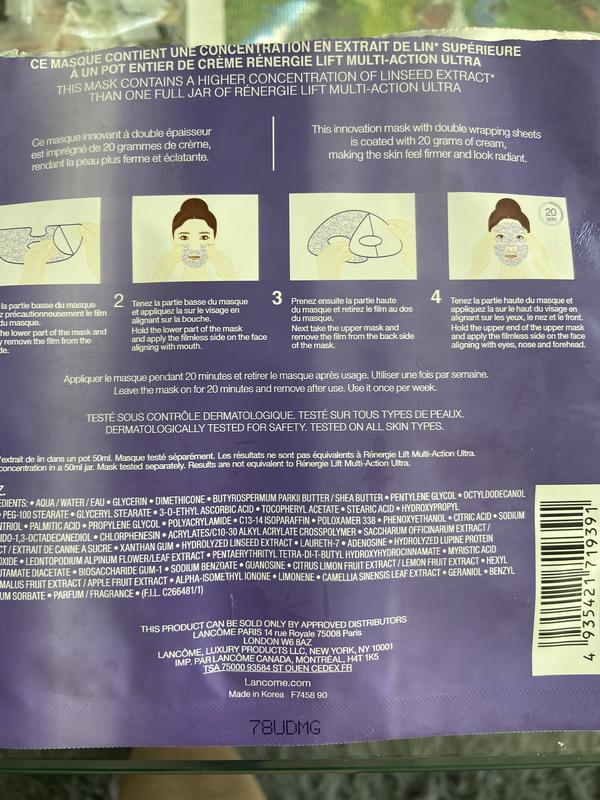 CE MASQUE CONTIENT UNE CONCENTRATION EN EXTRAIT DE LIN* SUPÉRIEURE
À UN POT ENTIER DE CRÈME RÉNERGIE LIFT MULTI-ACTION ULTRA
THIS MASK CONTAINS A HIGHER CONCENTRATION OF LINSEED EXTRACT*
THAN ONE FULL JAR OF RÉNERGIE LIFT MULTI-ACTION ULTRA
Ce masque innovant à double épaisseur
est imprégné de 20 grammes de crème,
rendant la peau plus ferme et éclatante.
This innovation mask with double wrapping sheets
is coated with 20 grams of cream,
making the skin feel firmer and look radiant.
20
MIN
la partie basse du masque
précautionneusement le film
du masque.
the lower part of the mask and
remove the film from the
2
Tenez la partie basse du masque
et appliquez la sur le visage en
alignant sur la bouche.
Hold the lower part of the mask
and apply the filmless side on the face
aligning with mouth.
3
Prenez ensuite la partie haute
du masque et retirez le film au dos
du masque.
Next take the upper mask and
remove the film from the back side
of the mask.
4
Tenez la partie haute du masque et
appliquez la sur le haut du visage en
alignant sur les yeux, le nez et le front.
Hold the upper end of the upper mask
and apply the filmless side on the face
aligning with eyes, nose and forehead.
Appliquer le masque pendant 20 minutes et retirer le masque après usage. Utiliser une fois par semaine.
Leave the mask on for 20 minutes and remove after use. Use it once per week.
TESTÉ SOUS CONTRÔLE DERMATOLOGIQUE. TESTÉ SUR TOUS TYPES DE PEAU.
DERMATOLOGICALLY TESTED FOR SAFETY. TESTED ON ALL SKIN TYPES.
extrait de lin dans un pot 50ml. Masque testé séparément. Les résultats ne sont pas équivalents à Rénergie Lift Multi-Action Ultra.
concentration in a 50ml jar. Mask tested separately. Results are not equivalent to Rénergie Lift Multi-Action Ultra.
Z.
EDIENTS: • AQUA / WATER / EAU • GLYCERIN • DIMETHICONE • BUTYROSPERMUM PARKII BUTTER / SHEA BUTTER • PENTYLENE GLYCOL • OCTYLDODECANOL
• PEG-100 STEARATE • GLYCERYL STEARATE • 3-O-ETHYL ASCORBIC ACID • TOCOPHERYL ACETATE • STEARIC ACID • HYDROXYPROPYL
NTRIOL • PALMITIC ACID • PROPYLENE GLYCOL • POLYACRYLAMIDE • C13-14 ISOPARAFFIN • POLOXAMER 338 • PHENOXYETHANOL • CITRIC ACID • SODIUM
IDO-1,3-OCTADECANEDIOL • CHLORPHENESIN • ACRYLATES/C10-30 ALKYL ACRYLATE CROSSPOLYMER • SACCHARUM OFFICINARUM EXTRACT /
CT / EXTRAIT DE CANNE A SUCRE • XANTHAN GUM • HYDROLYZED LINSEED EXTRACT • LAURETH-7 • ADENOSINE • HYDROLYZED LUPINE PROTEIN
OXIDE • LEONTOPODIUM ALPINUM FLOWER/LEAF EXTRACT • PENTAERYTHRITYL TETRA-DI-T-BUTYL HYDROXYHYDROCINNAMATE • MYRISTIC ACID
UTAMATE DIACETATE • BIOSACCHARIDE GUM-1 • SODIUM BENZOATE • GUANOSINE • CITRUS LIMON FRUIT EXTRACT / LEMON FRUIT EXTRACT • HEXYL
MALUS FRUIT EXTRACT / APPLE FRUIT EXTRACT • ALPHA-ISOMETHYL IONONE • LIMONENE • CAMELLIA SINENSIS LEAF EXTRACT • GERANIOL • BENZYL
UM SORBATE • PARFUM / FRAGRANCE • (F.I.L. C266481/1)
4 935421 719391
THIS PRODUCT CAN BE SOLD ONLY BY APPROVED DISTRIBUTORS
LANCÔME PARIS 14 rue Royale 75008 Paris
LONDON W6 8AZ
LANCÔME, LUXURY PRODUCTS LLC, NEW YORK, NY 10001
IMP. PAR LANCÔME CANADA, MONTRÉAL, H4T 1K5
TSA 75000 93584 ST OUEN CEDEX FR
Lancome.com
Made in Korea F7458 90
78UDMG